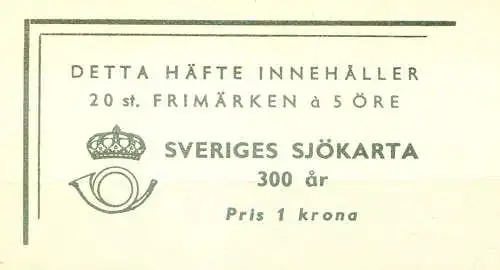 DETTA HÄFTE INNEHÅLLER
20 st. FRIMÄRKEN à 5 ÖRE
SVERIGES SJÖKARTA
300 år
Pris 1 krona